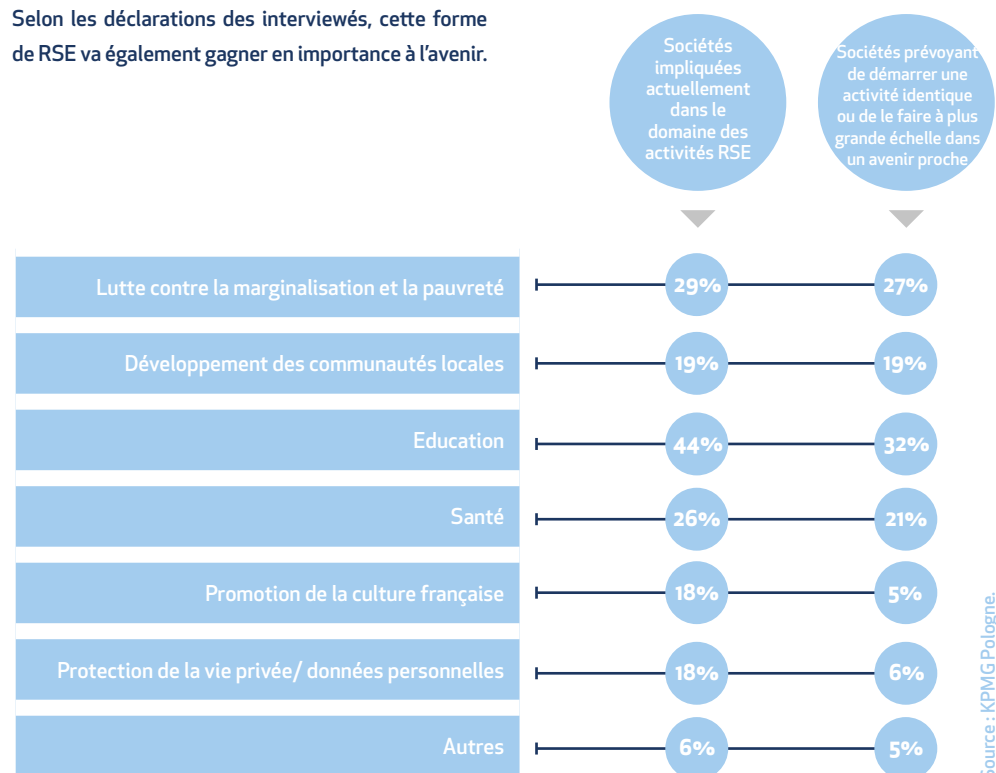 Selon les déclarations des interviewés, cette forme
de RSE va également gagner en importance à l'avenir.
Sociétés
impliquées
actuellement
dans le
domaine des
activités RSE
Sociétés prévoyant
de démarrer une
activité identique
ou de le faire à plus
grande échelle dans
un avenir proche
Lutte contre la marginalisation et la pauvreté 29% 27%
Développement des communautés locales 19% 19%
Education 44% 32%
Santé 26% 21%
Promotion de la culture française 18% 5%
Protection de la vie privée/ données personnelles 18% 6%
Autres 6% 5%
Source : KPMG Pologne.